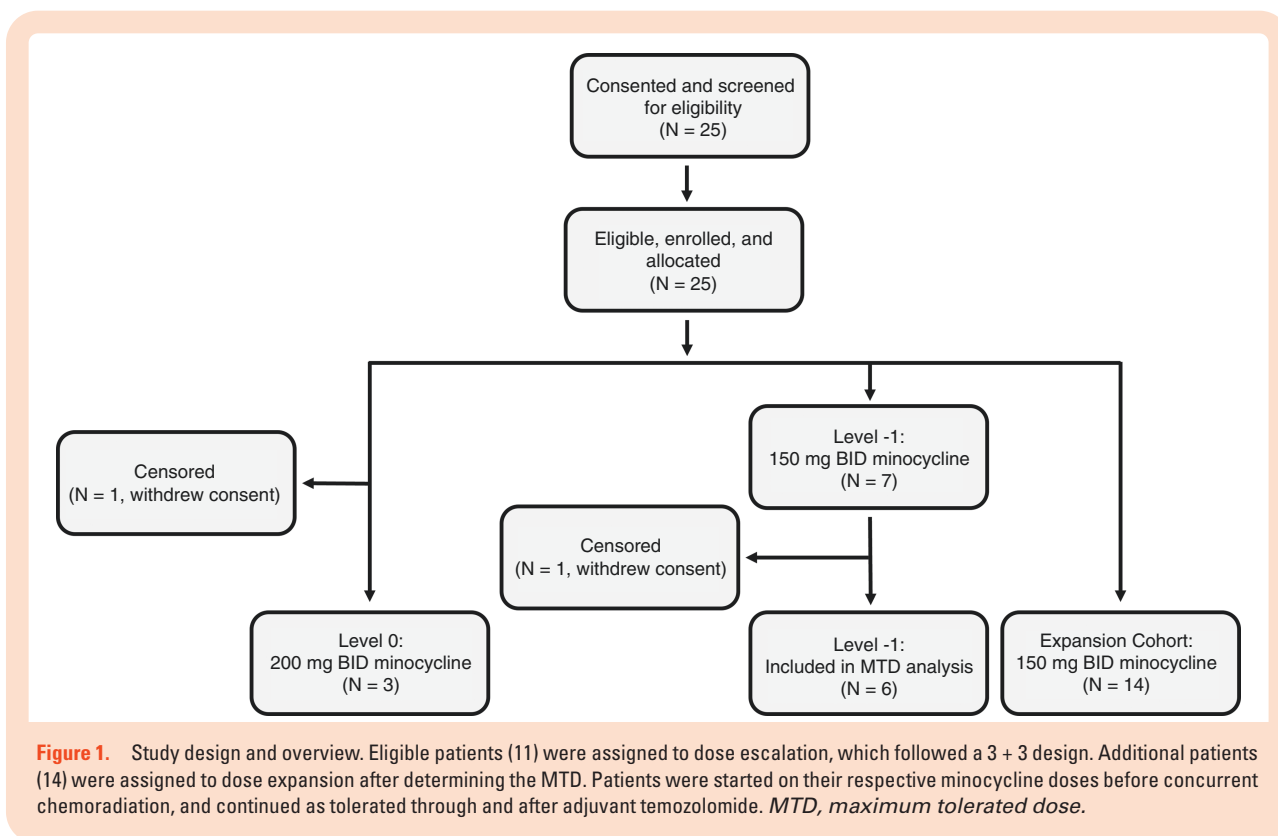 Consented and screened
for eligibility
(N = 25)
Eligible, enrolled, and
allocated
(N = 25)
Level -1:
150 mg BID minocycline
(N = 7)
Censored
(N = 1, withdrew consent)
Censored
(N = 1, withdrew consent)
Level 0:
200 mg BID minocycline
(N = 3)
Level -1:
Included in MTD analysis
(N = 6)
Expansion Cohort:
150 mg BID minocycline
(N = 14)
Figure 1. Study design and overview. Eligible patients (11) were assigned to dose escalation, which followed a 3 + 3 design. Additional patients
(14) were assigned to dose expansion after determining the MTD. Patients were started on their respective minocycline doses before concurrent
chemoradiation, and continued as tolerated through and after adjuvant temozolomide. MTD, maximum tolerated dose.